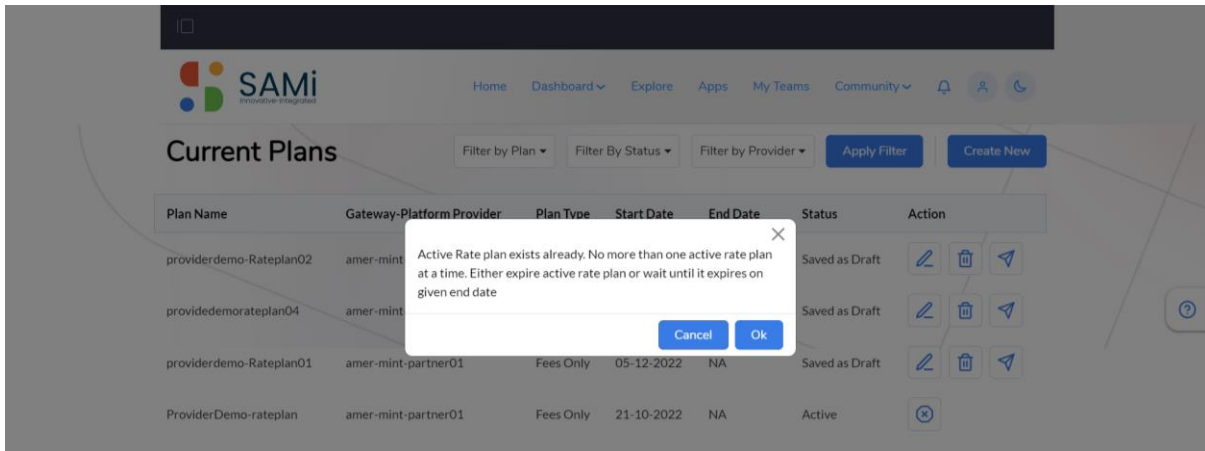 SAMi
Innovative-Integrated
Home Dashboard Explore Apps My Teams Community
Current Plans Filter by Plan Filter By Status Filter by Provider Apply Filter Create New
Plan Name Gateway-Platform Provider Plan Type Start Date End Date Status Action
Active Rate plan exists already. No more than one active rate plan
at a time. Either expire active rate plan or wait until it expires on
given end date
Cancel Ok
providerdemo-Rateplan02 amer-mint Saved as Draft
providedemorateplan04 amer-mint Saved as Draft
providerdemo-Rateplan01 amer-mint-partner01 Fees Only 05-12-2022 NA Saved as Draft
ProviderDemo-rateplan amer-mint-partner01 Fees Only 21-10-2022 NA Active